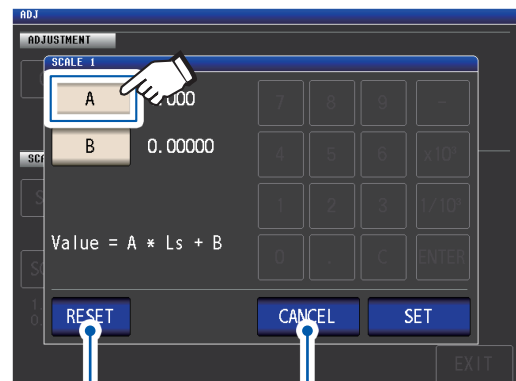 ADJ
ADJUSTMENT
SCALE 1
A
B 0.00000
Value = A * Ls + B
7 8 9 -
4 5 6 x10³
1 2 3 1/10³
0 . C ENTER
RESET CANCEL SET
EXIT